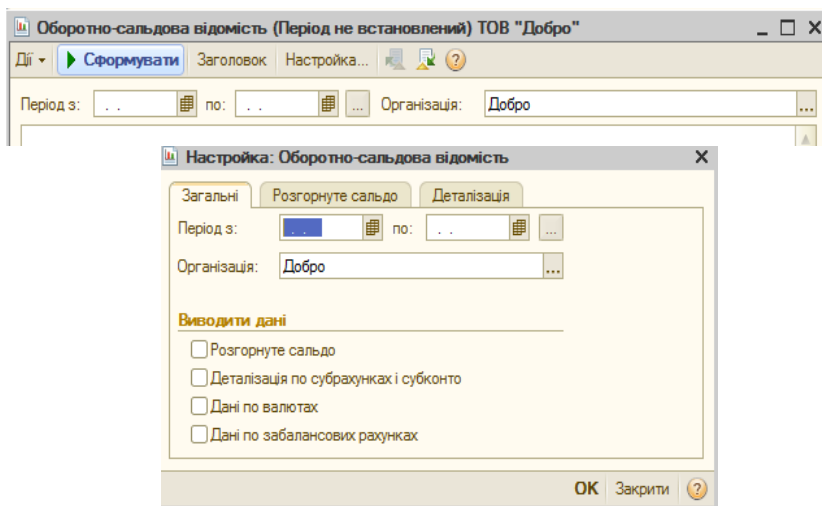 Оборотно-сальдова відомість (Період не встановлений) ТОВ "Добро"
Дії Сформувати Заголовок Настройка...
Період з: . . по: . . ... Організація: Добро ...
Настройка: Оборотно-сальдова відомість
Загальні Розгорнуте сальдо Деталізація
Період з: . . по: . . ...
Організація: Добро ...
Виводити дані
Розгорнуте сальдо
Деталізація по субрахунках і субконто
Дані по валютах
Дані по забалансових рахунках
OK Закрити ?